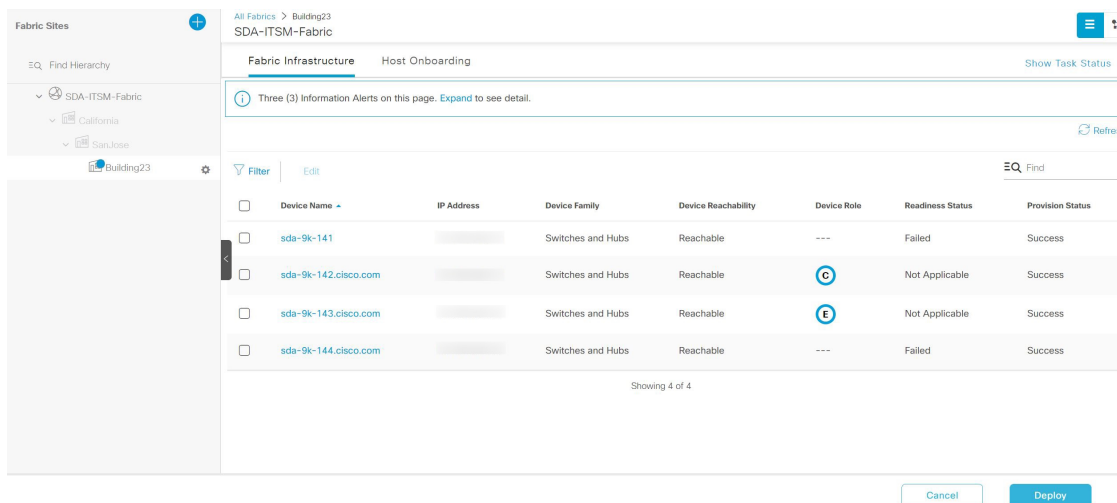 Fabric Sites
Find Hierarchy
SDA-ITSM-Fabric
California
SanJose
Building23
All Fabrics > Building23
SDA-ITSM-Fabric
Fabric Infrastructure Host Onboarding Show Task Status
Three (3) Information Alerts on this page. Expand to see detail.
Refre
Filter Edit Find
Device Name IP Address Device Family Device Reachability Device Role Readiness Status Provision Status
sda-9k-141 Switches and Hubs Reachable --- Failed Success
sda-9k-142.cisco.com Switches and Hubs Reachable C Not Applicable Success
sda-9k-143.cisco.com Switches and Hubs Reachable E Not Applicable Success
sda-9k-144.cisco.com Switches and Hubs Reachable --- Failed Success
Showing 4 of 4
Cancel Deploy